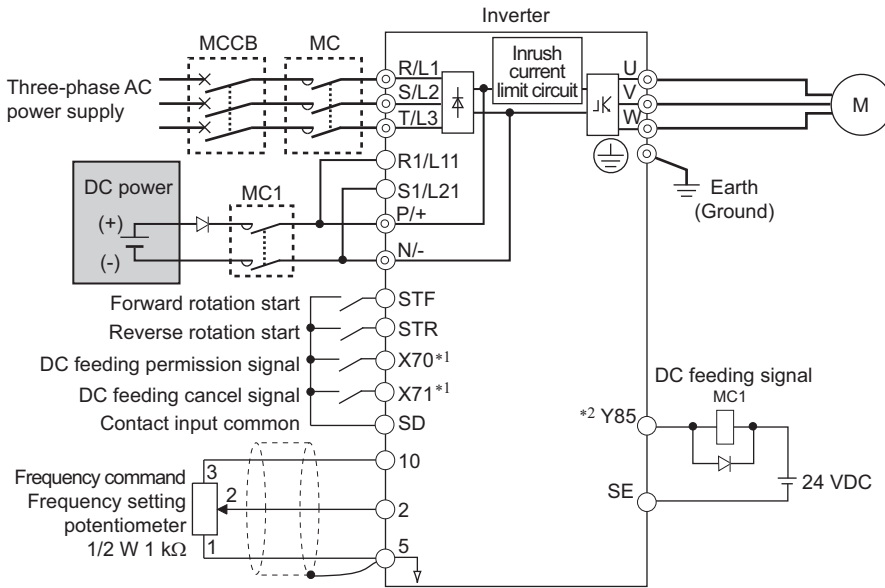 Inverter
MCCB
MC
Three-phase AC
power supply
R/L1
S/L2
T/L3
R1/L11
S1/L21
P/+
N/-
Inrush
current
limit circuit
U
V
W
M
Earth
(Ground)
DC power
(+)
(-)
MC1
Forward rotation start
STF
Reverse rotation start
STR
DC feeding permission signal
X70*1
DC feeding cancel signal
X71*1
Contact input common
SD
DC feeding signal
MC1
*2 Y85
SE
24 VDC
Frequency command
Frequency setting
potentiometer
1/2 W 1 kΩ
3
2
1
10
2
5